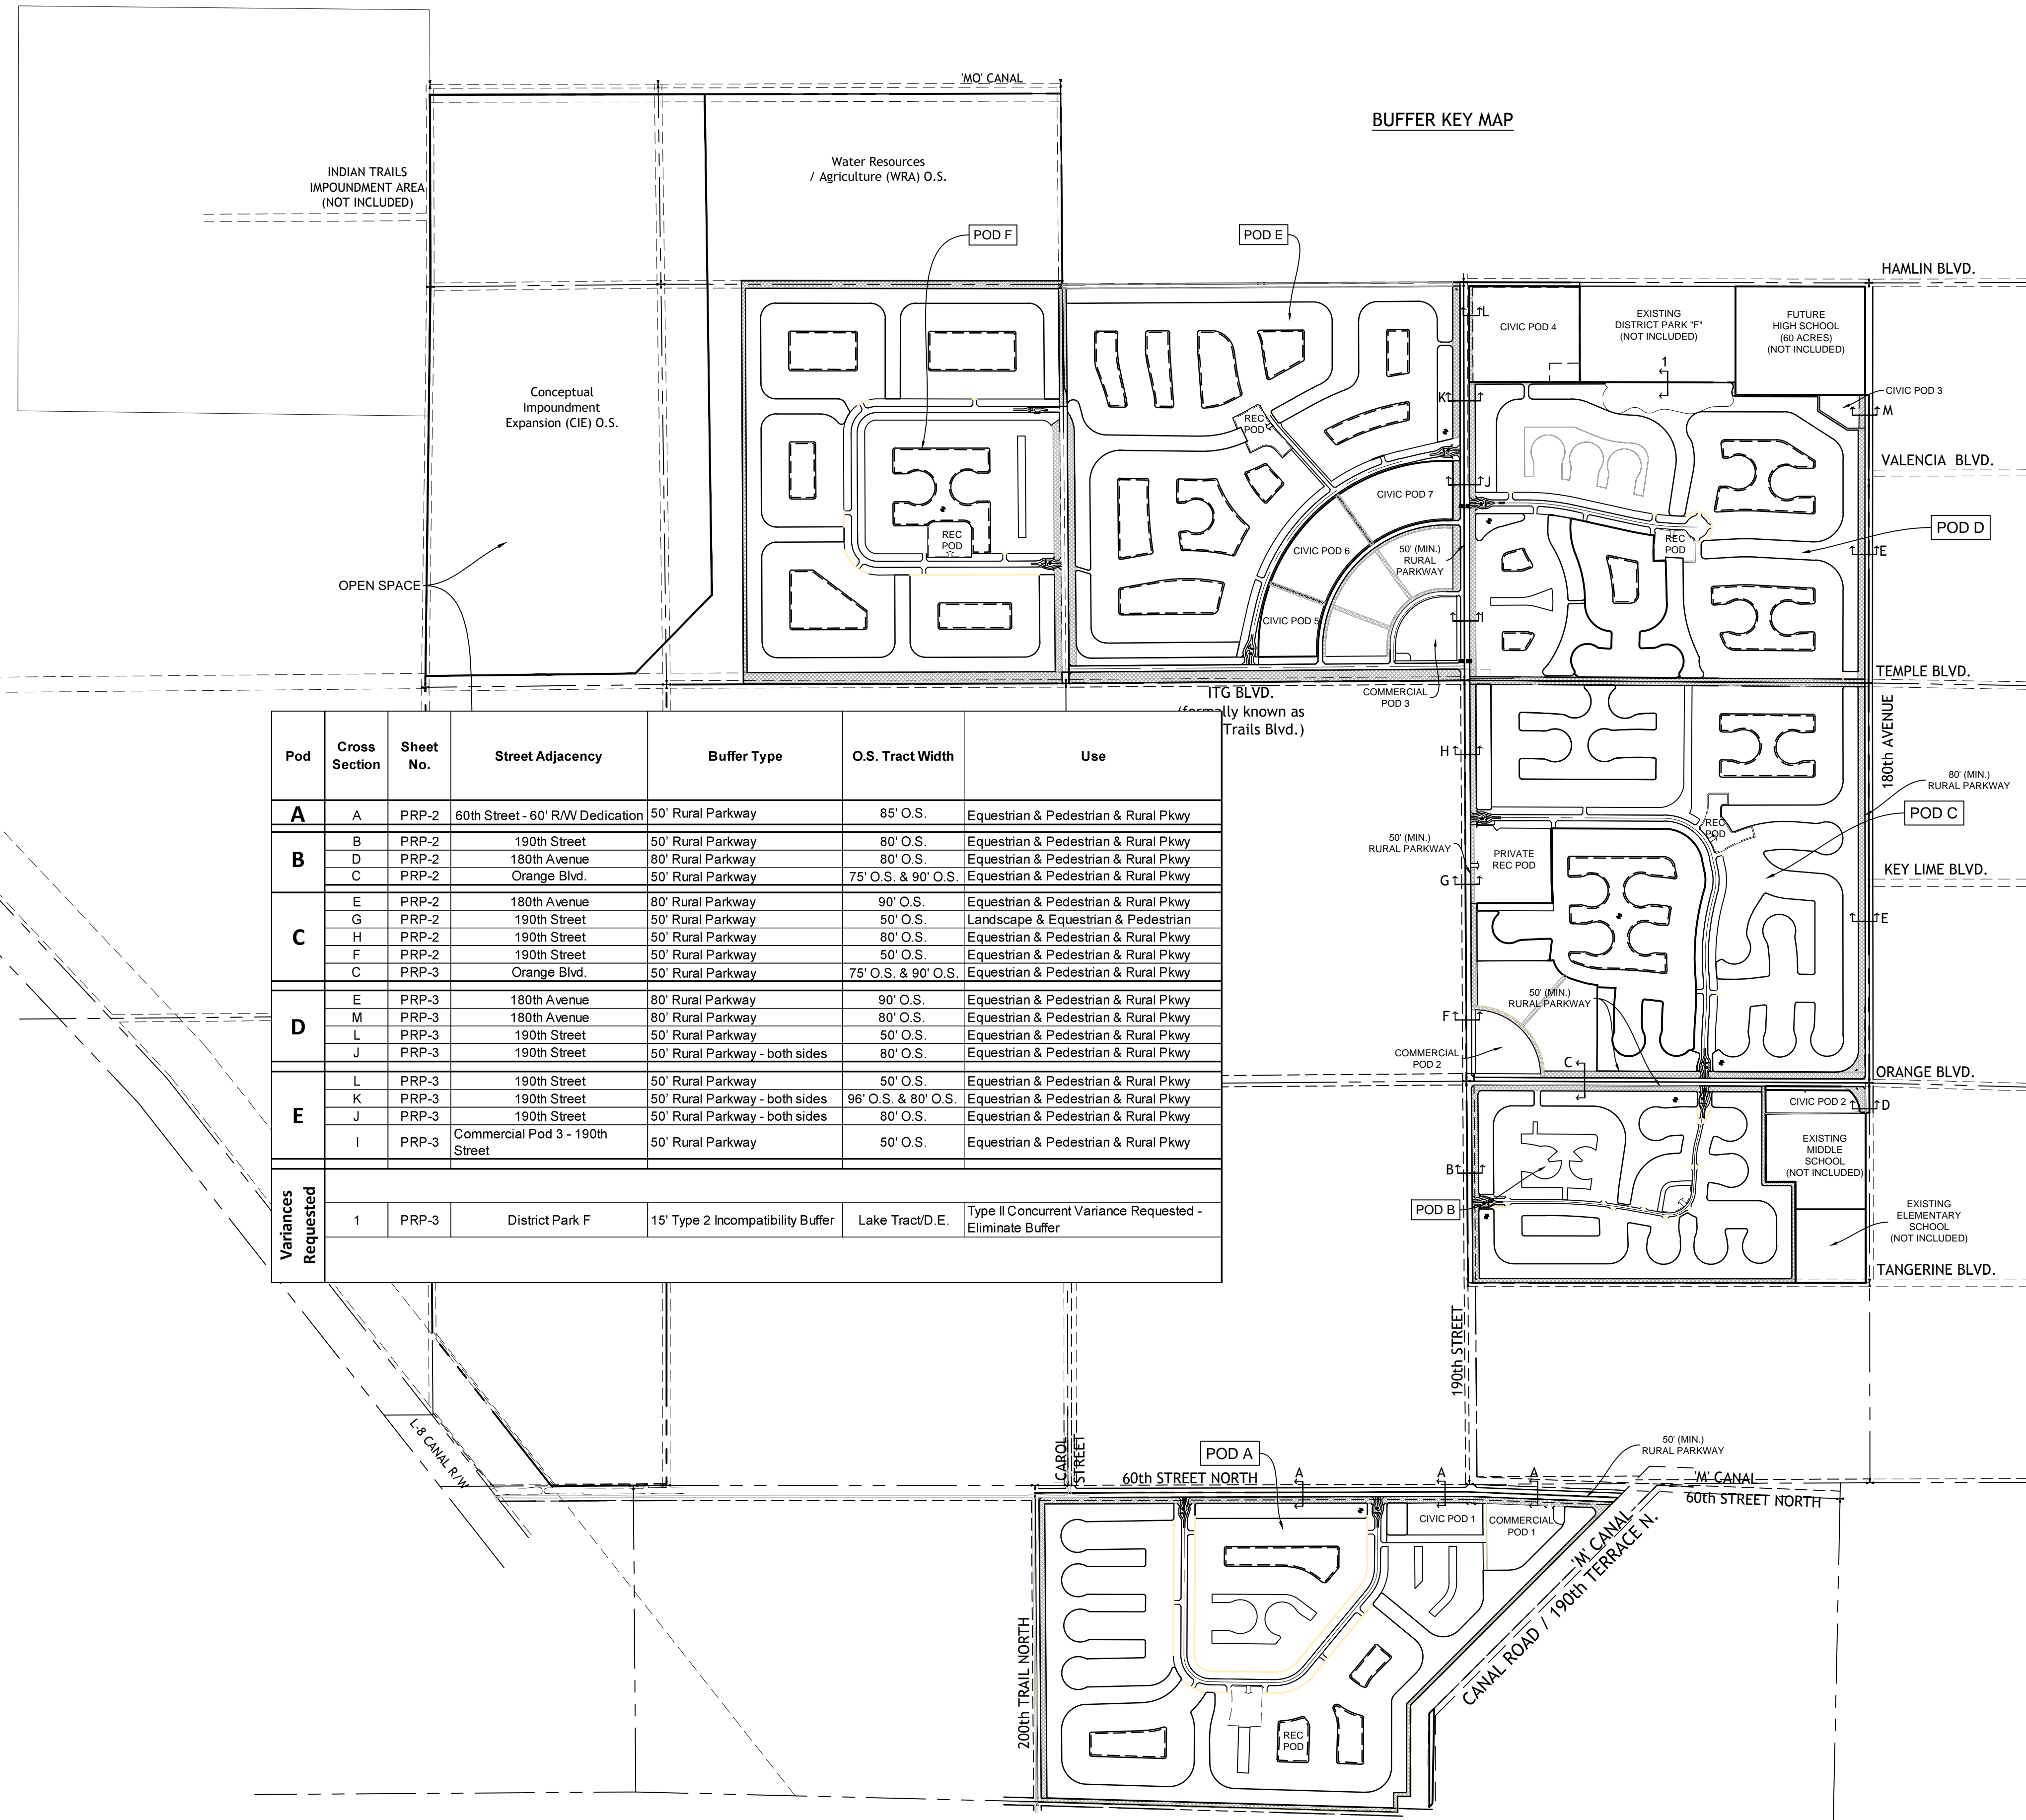 'MO' CANAL
BUFFER KEY MAP
INDIAN TRAILS
IMPOUNDMENT AREA
(NOT INCLUDED)
Water Resources
/ Agriculture (WRA) O.S.
POD F
POD E
HAMLIN BLVD.
L
CIVIC POD 4
EXISTING
DISTRICT PARK "F"
(NOT INCLUDED)
FUTURE
HIGH SCHOOL
(60 ACRES)
(NOT INCLUDED)
1
Conceptual
Impoundment
Expansion (CIE) O.S.
K
CIVIC POD 3
M
REC
POD
VALENCIA BLVD.
J
CIVIC POD 7
POD D
REC
POD
REC
POD
CIVIC POD 6
50' (MIN.)
RURAL
PARKWAY
E
OPEN SPACE
CIVIC POD 5
I
TEMPLE BLVD.
ITG BLVD.
(formally known as
Trails Blvd.)
COMMERCIAL
POD 3
180th AVENUE
H
80' (MIN.)
RURAL PARKWAY
POD C
REC
POD
50' (MIN.)
RURAL PARKWAY
PRIVATE
REC POD
G
KEY LIME BLVD.
E
50' (MIN.)
RURAL PARKWAY
F
COMMERCIAL
POD 2
C
ORANGE BLVD.
CIVIC POD 2
D
EXISTING
MIDDLE
SCHOOL
(NOT INCLUDED)
B
POD B
EXISTING
ELEMENTARY
SCHOOL
(NOT INCLUDED)
TANGERINE BLVD.
Pod Cross Section Sheet No. Street Adjacency Buffer Type O.S. Tract Width Use
A A PRP-2 60th Street - 60' R/W Dedication 50' Rural Parkway 85' O.S. Equestrian & Pedestrian & Rural Pkwy
B
B PRP-2 190th Street 50' Rural Parkway 80' O.S. Equestrian & Pedestrian & Rural Pkwy
D PRP-2 180th Avenue 80' Rural Parkway 80' O.S. Equestrian & Pedestrian & Rural Pkwy
C PRP-2 Orange Blvd. 50' Rural Parkway 75' O.S. & 90' O.S. Equestrian & Pedestrian & Rural Pkwy
C
E PRP-2 180th Avenue 80' Rural Parkway 90' O.S. Equestrian & Pedestrian & Rural Pkwy
G PRP-2 190th Street 50' Rural Parkway 50' O.S. Landscape & Equestrian & Pedestrian
H PRP-2 190th Street 50' Rural Parkway 80' O.S. Equestrian & Pedestrian & Rural Pkwy
F PRP-2 190th Street 50' Rural Parkway 50' O.S. Equestrian & Pedestrian & Rural Pkwy
C PRP-3 Orange Blvd. 50' Rural Parkway 75' O.S. & 90' O.S. Equestrian & Pedestrian & Rural Pkwy
D
E PRP-3 180th Avenue 80' Rural Parkway 90' O.S. Equestrian & Pedestrian & Rural Pkwy
M PRP-3 180th Avenue 80' Rural Parkway 80' O.S. Equestrian & Pedestrian & Rural Pkwy
L PRP-3 190th Street 50' Rural Parkway 50' O.S. Equestrian & Pedestrian & Rural Pkwy
J PRP-3 190th Street 50' Rural Parkway - both sides 80' O.S. Equestrian & Pedestrian & Rural Pkwy
E
L PRP-3 190th Street 50' Rural Parkway 50' O.S. Equestrian & Pedestrian & Rural Pkwy
K PRP-3 190th Street 50' Rural Parkway - both sides 96' O.S. & 80' O.S. Equestrian & Pedestrian & Rural Pkwy
J PRP-3 190th Street 50' Rural Parkway - both sides 80' O.S. Equestrian & Pedestrian & Rural Pkwy
I PRP-3 Commercial Pod 3 - 190th Street 50' Rural Parkway 50' O.S. Equestrian & Pedestrian & Rural Pkwy
Variances
Requested
1 PRP-3 District Park F 15' Type 2 Incompatibility Buffer Lake Tract/D.E. Type II Concurrent Variance Requested - Eliminate Buffer
190th STREET
L-8 CANAL R/W
CAROL
STREET
POD A
60th STREET NORTH
A
A
A
50' (MIN.)
RURAL PARKWAY
'M' CANAL
60th STREET NORTH
CIVIC POD 1
COMMERCIAL
POD 1
'M' CANAL
CANAL ROAD / 190th TERRACE N.
200th TRAIL NORTH
REC
POD